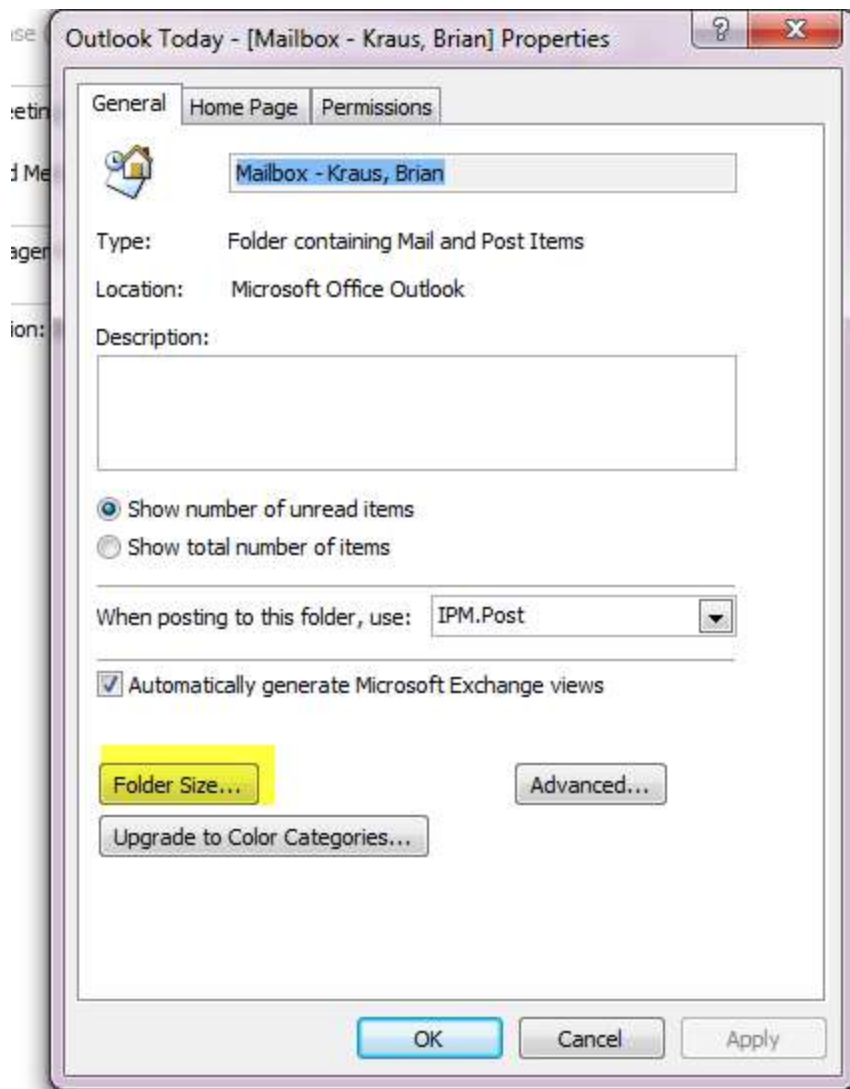 Outlook Today - [Mailbox - Kraus, Brian] Properties
General Home Page Permissions
Mailbox - Kraus, Brian
Type: Folder containing Mail and Post Items
Location: Microsoft Office Outlook
Description:
Show number of unread items
Show total number of items
When posting to this folder, use: IPM.Post
Automatically generate Microsoft Exchange views
Folder Size... Advanced...
Upgrade to Color Categories...
OK Cancel Apply